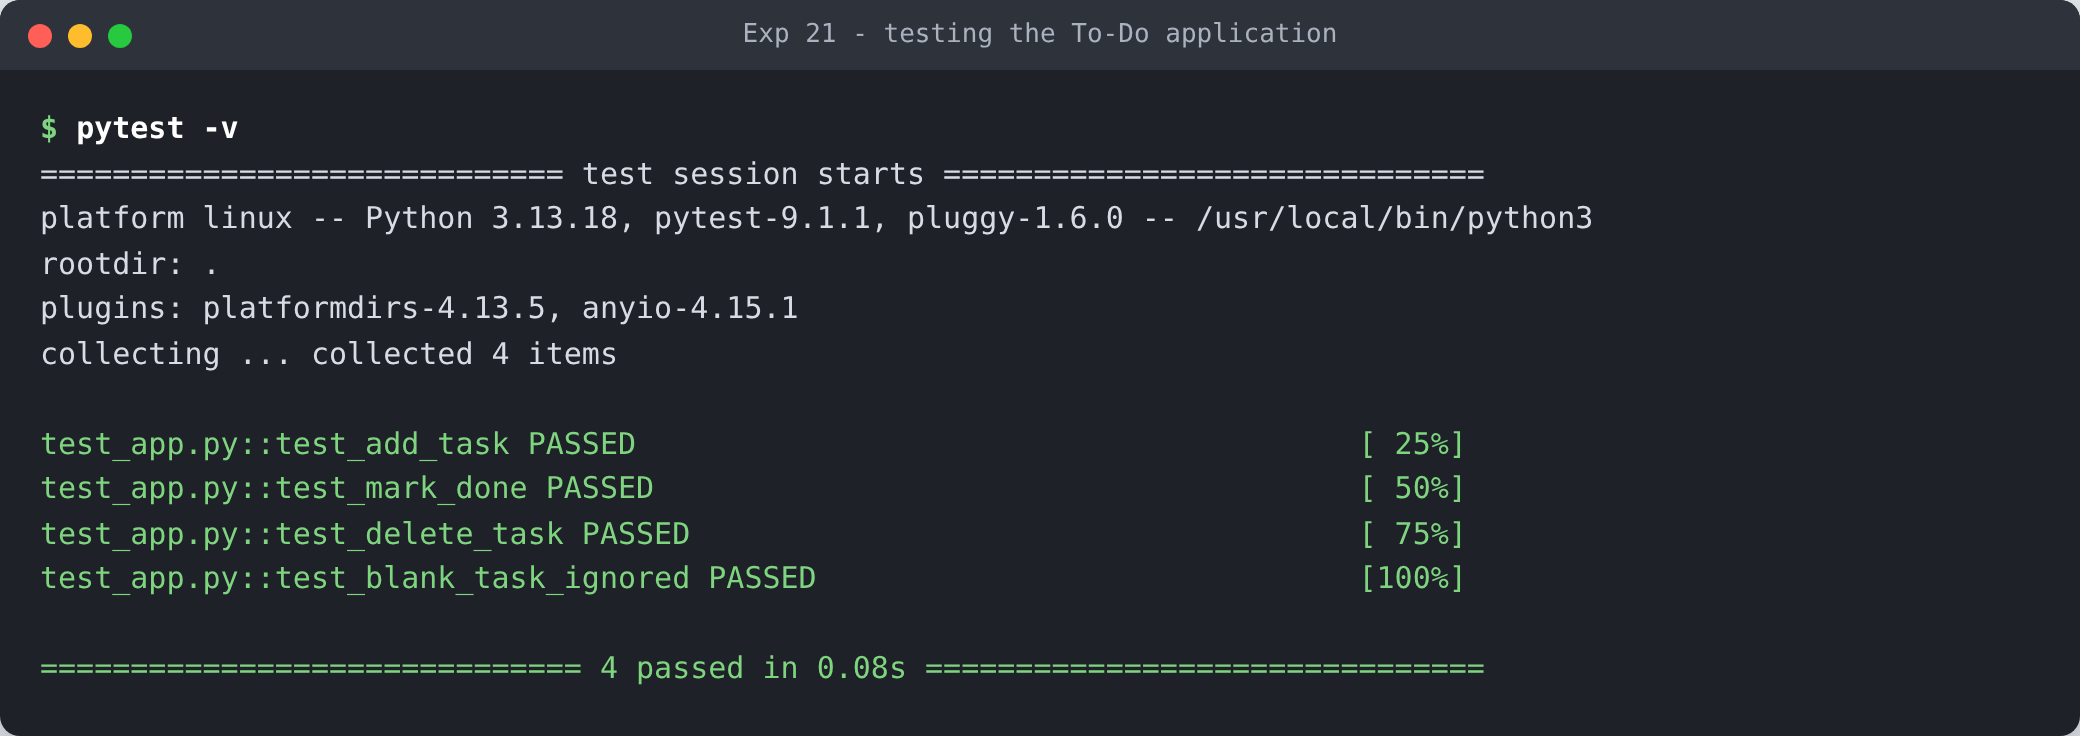 Exp 21 - testing the To-Do application
$ pytest -v
============================= test session starts ==============================
platform linux -- Python 3.13.18, pytest-9.1.1, pluggy-1.6.0 -- /usr/local/bin/python3
rootdir: .
plugins: platformdirs-4.13.5, anyio-4.15.1
collecting ... collected 4 items
test_app.py::test_add_task PASSED                                        [ 25%]
test_app.py::test_mark_done PASSED                                       [ 50%]
test_app.py::test_delete_task PASSED                                     [ 75%]
test_app.py::test_blank_task_ignored PASSED                              [100%]
============================== 4 passed in 0.08s ===============================